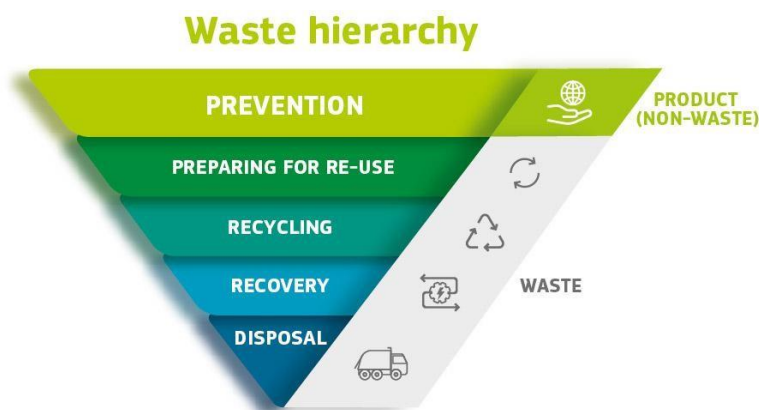 Waste hierarchy
PREVENTION
PRODUCT
(NON-WASTE)
PREPARING FOR RE-USE
RECYCLING
RECOVERY
WASTE
DISPOSAL